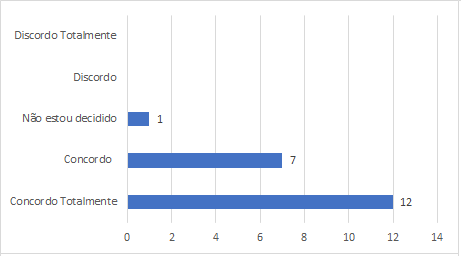 Discordo Totalmente
Discordo
Não estou decidido 1
Concordo 7
Concordo Totalmente 12
0 2 4 6 8 10 12 14